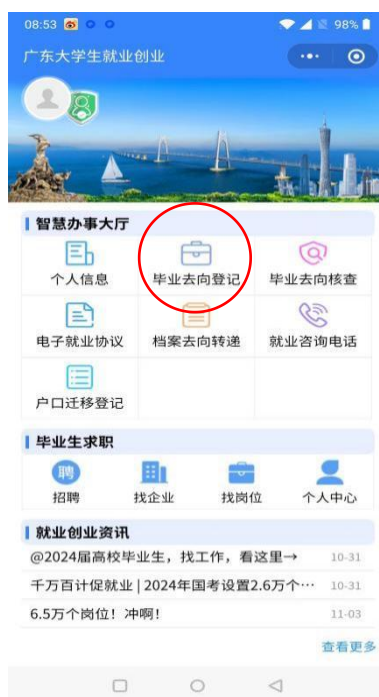 08:53 98%
广东大学生就业创业
智慧办事大厅
个人信息 毕业去向登记 毕业去向核查
电子就业协议 档案去向转递 就业咨询电话
户口迁移登记
毕业生求职
聘
招聘 找企业 找岗位 个人中心
就业创业资讯
@2024届高校毕业生，找工作，看这里→ 10-31
千万百计促就业 | 2024年国考设置2.6万个… 10-31
6.5万个岗位！冲啊！ 11-03
查看更多